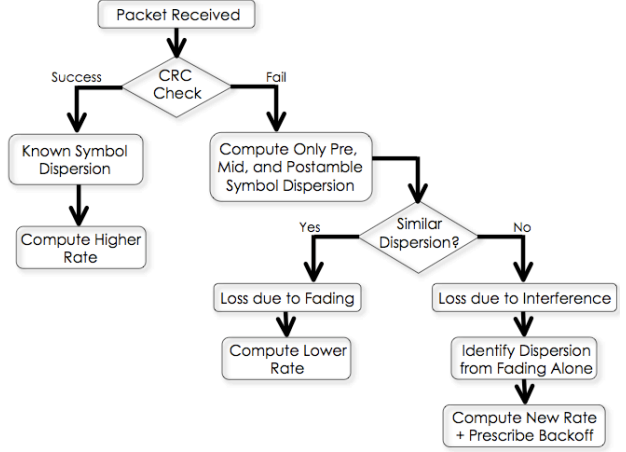 Packet Received
Success
CRC
Check
Fail
Known Symbol
Dispersion
Compute Only Pre,
Mid, and Postamble
Symbol Dispersion
Compute Higher
Rate
Yes
Similar
Dispersion?
No
Loss due to Fading
Loss due to Interference
Compute Lower
Rate
Identify Dispersion
from Fading Alone
Compute New Rate
+ Prescribe Backoff